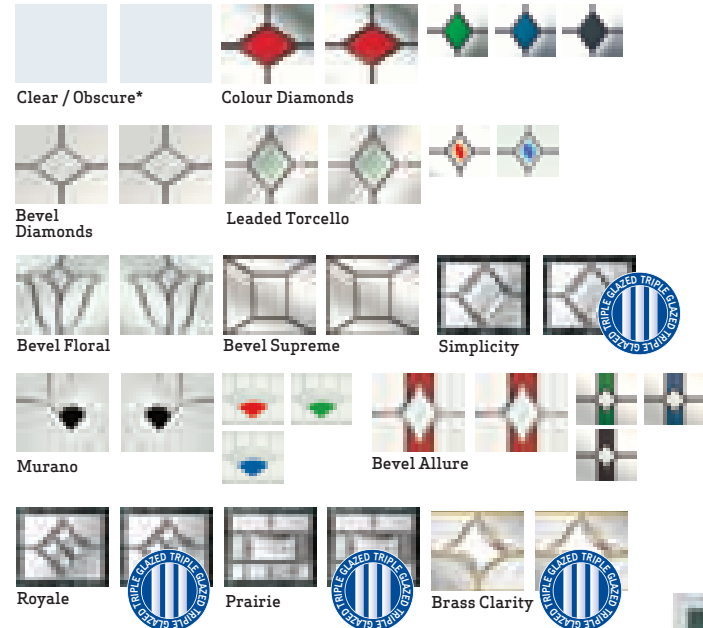 Clear / Obscure*
Colour Diamonds
Bevel
Diamonds
Leaded Torcello
Bevel Floral
Bevel Supreme
Simplicity
TRIPLE GLAZED TRIPLE GLAZED
Murano
Bevel Allure
Royale
TRIPLE GLAZED TRIPLE GLAZED
Prairie
TRIPLE GLAZED TRIPLE GLAZED
Brass Clarity
TRIPLE GLAZED TRIPLE GLAZED